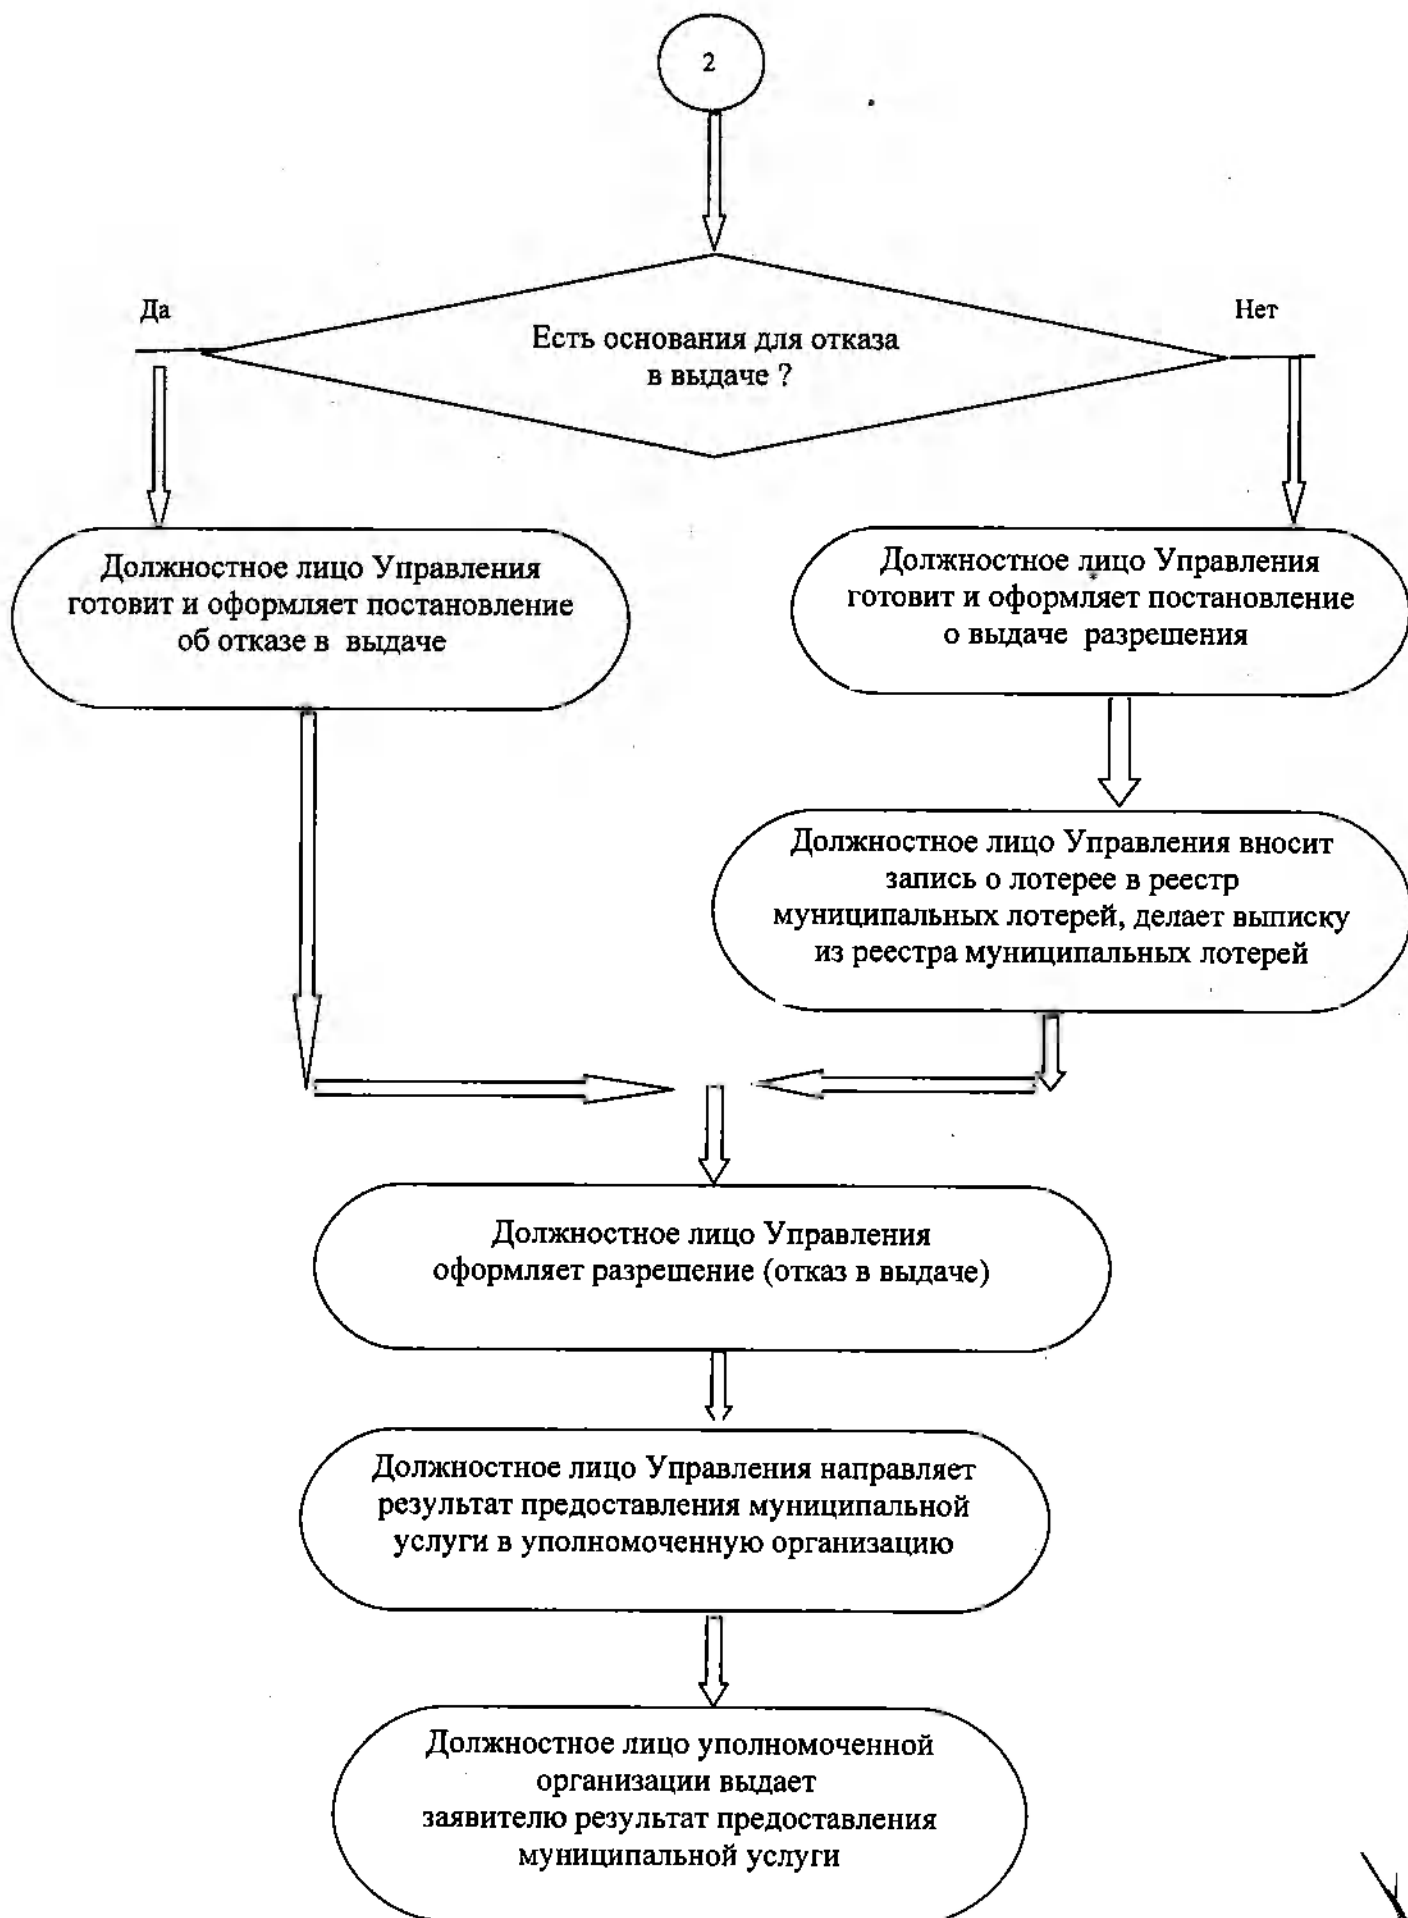 2
Да
Нет
Есть основания для отказа
в выдаче ?
Должностное лицо Управления
готовит и оформляет постановление
об отказе в выдаче
Должностное лицо Управления
готовит и оформляет постановление
о выдаче разрешения
Должностное лицо Управления вносит
запись о лотерее в реестр
муниципальных лотерей, делает выписку
из реестра муниципальных лотерей
Должностное лицо Управления
оформляет разрешение (отказ в выдаче)
Должностное лицо Управления направляет
результат предоставления муниципальной
услуги в уполномоченную организацию
Должностное лицо уполномоченной
организации выдает
заявителю результат предоставления
муниципальной услуги